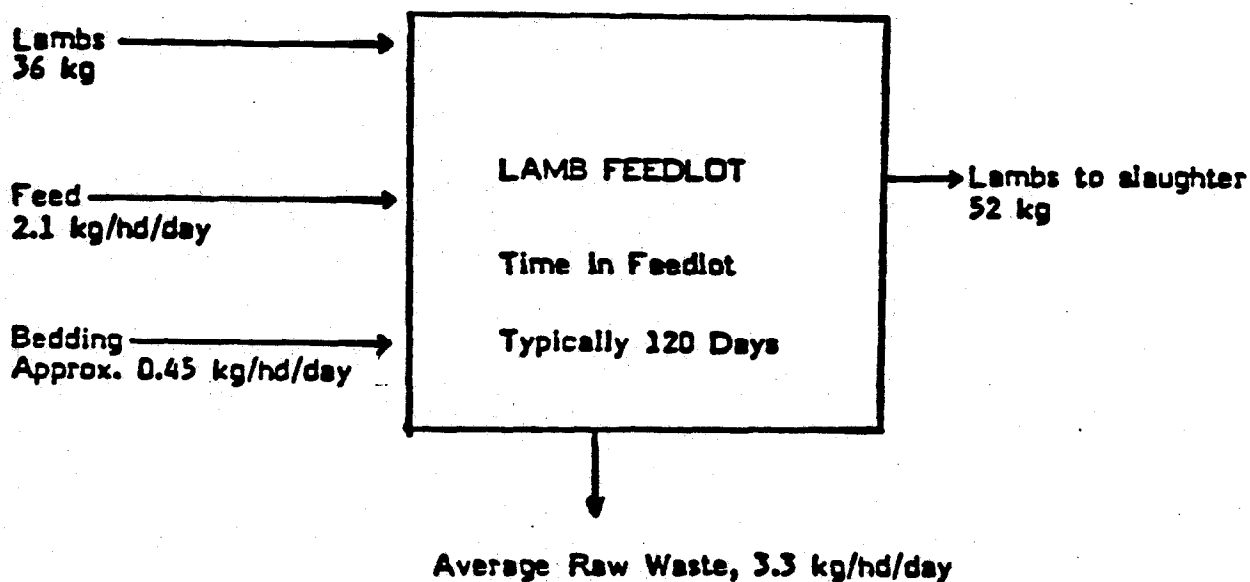 Lambs
36 kg
Feed
2.1 kg/hd/day
Bedding
Approx. 0.45 kg/hd/day
LAMB FEEDLOT
Time in Feedlot
Typically 120 Days
Lambs to slaughter
52 kg
Average Raw Waste, 3.3 kg/hd/day